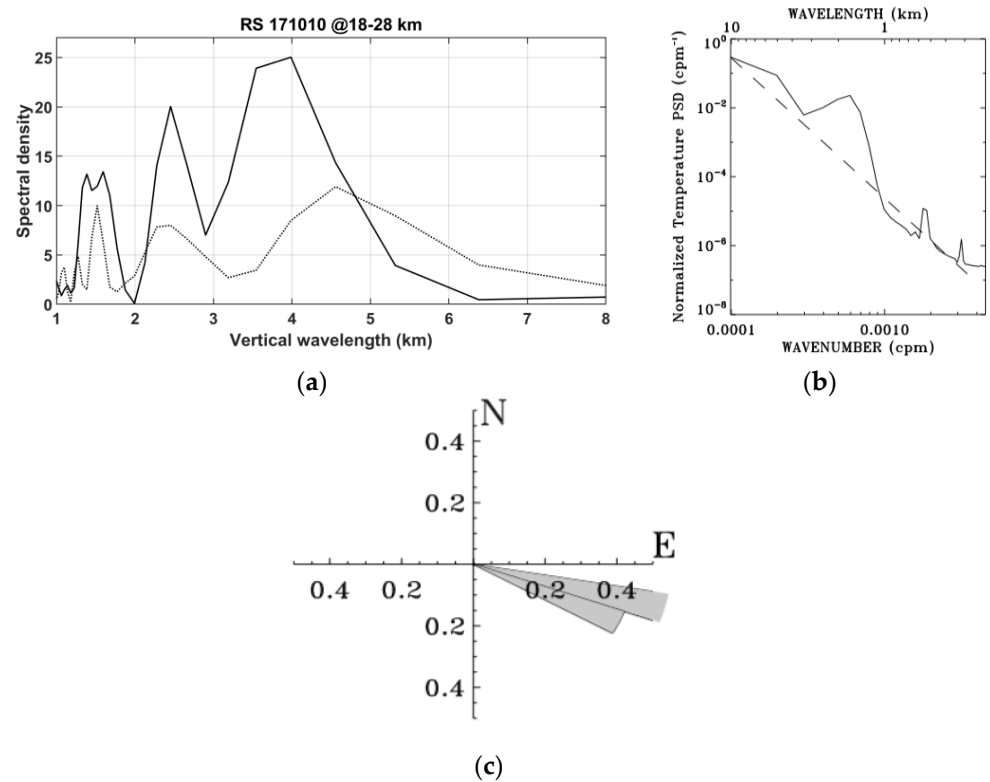 RS 171010 @18-28 km
Spectral density
25
20
15
10
5
0
1 2 3 4 5 6 7 8
Vertical wavelength (km)
(a)
WAVELENGTH (km)
10 1
Normalized Temperature PSD (cpm⁻¹)
10⁰
10⁻²
10⁻⁴
10⁻⁶
10⁻⁸
0.0001 0.0010
WAVENUMBER (cpm)
(b)
N
0.4
0.2
E
0.4 0.2 0.2 0.4
0.2
0.4
(c)